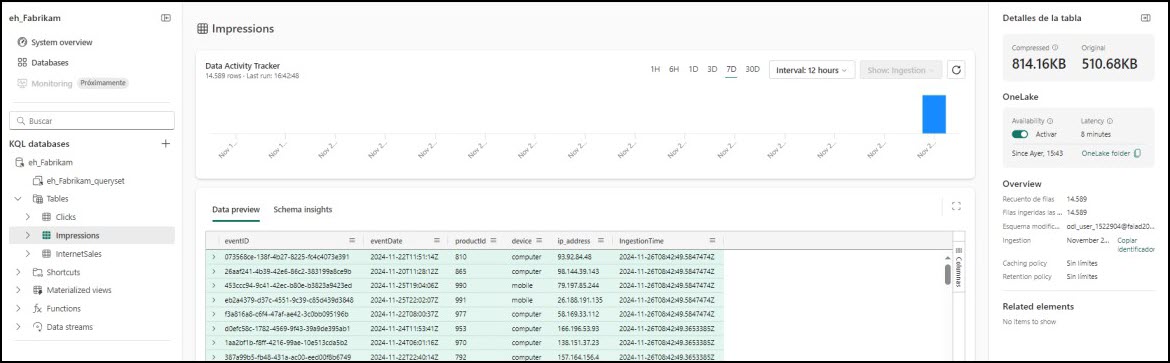 eh_Fabrikam
System overview
Databases
Monitoring Próximamente
Buscar
KQL databases
eh_Fabrikam
eh_Fabrikam_queryset
Tables
Clicks
Impressions
InternetSales
Shortcuts
Materialized views
Functions
Data streams
Impressions
Data Activity Tracker
14.589 rows - Last run: 16:42:48
1H 6H 1D 3D 7D 30D Interval: 12 hours Show: Ingestion
Nov 1... Nov 1... Nov 2... Nov 2... Nov 2... Nov 2... Nov 2... Nov 2... Nov 2... Nov 2... Nov 2... Nov 2... Nov 2... Nov 2...
Data preview Schema insights
eventID eventDate productId device ip_address IngestionTime
073568ce-138f-4b27-8225-fc4c4073e391 2024-11-22T11:51:14Z 810 computer 93.92.84.48 2024-11-26T08:42:49.5847474Z
26aaf241-4b39-42e6-86c2-383199a8ce9b 2024-11-20T11:28:12Z 865 computer 98.144.39.143 2024-11-26T08:42:49.5847474Z
453ccc94-9c41-42ec-b80e-b3823a9423ed 2024-11-25T19:04:06Z 990 mobile 79.197.85.244 2024-11-26T08:42:49.5847474Z
eb2a4379-d37c-4551-9c39-c85d439d3848 2024-11-25T22:02:07Z 991 mobile 26.188.191.135 2024-11-26T08:42:49.5847474Z
f3a816a8-c6f4-47af-ae42-3c0bb095196b 2024-11-22T08:00:37Z 977 computer 58.169.33.112 2024-11-26T08:42:49.5847474Z
d0efc58c-1782-4569-9f43-39a9de395ab1 2024-11-24T11:53:41Z 953 computer 166.196.53.93 2024-11-26T08:42:49.3653385Z
1aa2bf1b-f8ff-4216-99ae-10e513cda5b2 2024-11-24T06:01:16Z 970 computer 138.151.37.23 2024-11-26T08:42:49.3653385Z
387a99b5-fb48-431a-ac00-eed00f8b6749 2024-11-22T22:40:14Z 792 computer 157.164.156.4 2024-11-26T08:42:49.3653385Z
Columnas
Detalles de la tabla
Compressed Original
814.16KB 510.68KB
OneLake
Availability Latency
Activar 8 minutes
Since Ayer, 15:43 OneLake folder
Overview
Recuento de filas 14.589
Filas ingeridas las ... 14.589
Esquema modific... odl_user_1522904@faiad20...
Ingestion November 2... Copiar identificador
Caching policy Sin límites
Retention policy Sin límites
Related elements
No items to show